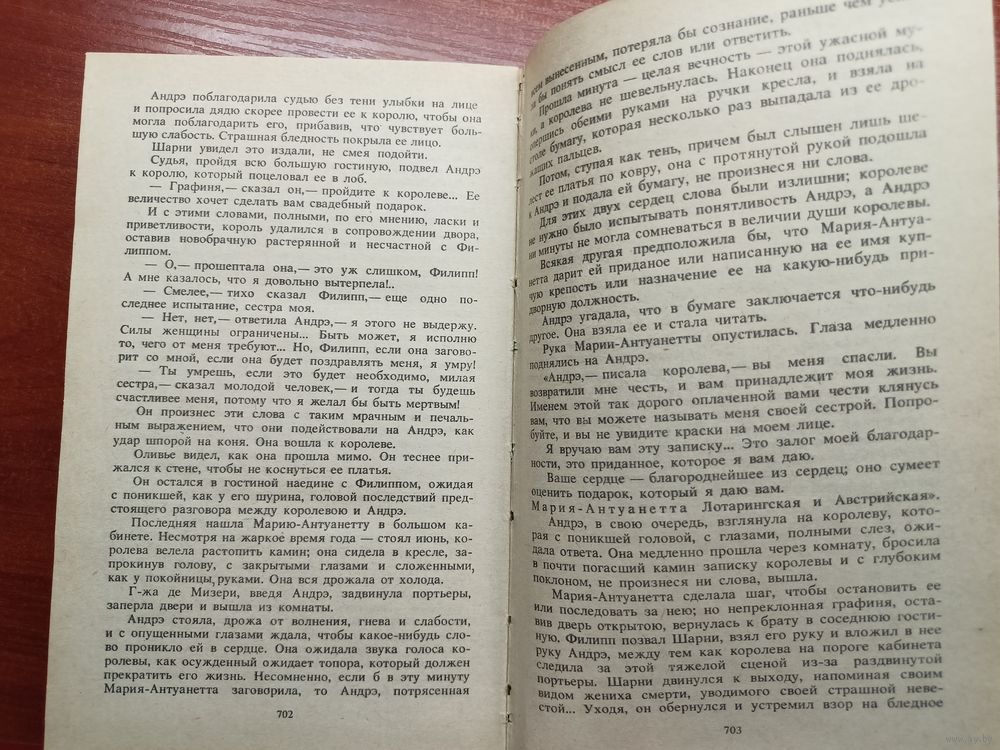 Андрэ поблагодарила судью без тени улыбки на лице
и попросила дядю скорее провести ее к королю, чтобы она
могла поблагодарить его, прибавив, что чувствует боль-
шую слабость. Страшная бледность покрыла ее лицо.
Шарни увидел это издали, не смея подойти.
Судья, пройдя всю большую гостиную, подвел Андрэ
к королю, который поцеловал ее в лоб.
— Графиня,— сказал он,— пройдите к королеве... Ее
величество хочет сделать вам свадебный подарок.
И с этими словами, полными, по его мнению, ласки и
приветливости, король удалился в сопровождении двора,
оставив новобрачную растерянной и несчастной с Фи-
липпом.
— О,— прошептала она,— это уж слишком, Филипп!
А мне казалось, что я довольно вытерпела!..
— Смелее,— тихо сказал Филипп,— еще одно по-
следнее испытание, сестра моя.
— Нет, нет,— ответила Андрэ,— я этого не выдержу.
Силы женщины ограничены... Быть может, я исполню
то, чего от меня требуют... Но, Филипп, если она загово-
рит со мной, если она будет поздравлять меня, я умру!
— Ты умрешь, если это будет необходимо, милая
сестра,— сказал молодой человек,— и тогда ты будешь
счастливее меня, потому что я желал бы быть мертвым!
Он произнес эти слова с таким мрачным и печаль-
ным выражением, что они подействовали на Андрэ, как
удар шпорой на коня. Она вошла к королеве.
Оливье видел, как она прошла мимо. Он теснее при-
жался к стене, чтобы не коснуться ее платья.
Он остался в гостиной наедине с Филиппом, ожидая
с поникшей, как у его шурина, головой последствий пред-
стоящего разговора между королевою и Андрэ.
Последняя нашла Марию-Антуанетту в большом ка-
бинете. Несмотря на жаркое время года — стоял июнь, ко-
ролева велела растопить камин; она сидела в кресле, за-
прокинув голову, с закрытыми глазами и сложенными,
как у покойницы, руками. Она вся дрожала от холода.
Г-жа де Мизери, введя Андрэ, задвинула портьеры,
заперла двери и вышла из комнаты.
Андрэ стояла, дрожа от волнения, гнева и слабости,
и с опущенными глазами ждала, чтобы какое-нибудь сло-
во проникло ей в сердце. Она ожидала звука голоса ко-
ролевы, как осужденный ожидает топора, который должен
прекратить его жизнь. Несомненно, если б в эту минуту
Мария-Антуанетта заговорила, то Андрэ, потрясенная
702
всем вынесенным, потеряла бы сознание, раньше чем
бы понять смысл ее слов или ответить.
Прошла минута — целая вечность — этой ужасной му-
ки, а королева не шевельнулась. Наконец она поднялась,
опершись обеими руками на ручки кресла, и взяла на
столе бумагу, которая несколько раз выпадала из ее дро-
жащих пальцев.
Потом, ступая как тень, причем был слышен лишь ше-
лест ее платья по ковру, она с протянутой рукой подошла
к Андрэ и подала ей бумагу, не произнеся ни слова.
Для этих двух сердец слова были излишни; королеве
не нужно было испытывать понятливость Андрэ, а Андрэ
ни минуты не могла сомневаться в величии души королевы.
Всякая другая предположила бы, что Мария-Антуа-
нетта дарит ей приданое или написанную на ее имя куп-
чую крепость или назначение ее на какую-нибудь при-
дворную должность.
Андрэ угадала, что в бумаге заключается что-нибудь
другое. Она взяла ее и стала читать.
Рука Марии-Антуанетты опустилась. Глаза медленно
поднялись на Андрэ.
«Андрэ,— писала королева,— вы меня спасли. Вы
возвратили мне честь, и вам принадлежит моя жизнь.
Именем этой так дорого оплаченной вами чести клянусь
вам, что вы можете называть меня своей сестрой. Попро-
буйте, и вы не увидите краски на моем лице.
Я вручаю вам эту записку... Это залог моей благодар-
ности, это приданное, которое я вам даю.
Ваше сердце — благороднейшее из сердец; оно сумеет
оценить подарок, который я даю вам.
Мария-Антуанетта Лотарингская и Австрийская».
Андрэ, в свою очередь, взглянула на королеву, кото-
рая с поникшей головой, с глазами, полными слез, ожи-
дала ответа. Она медленно прошла через комнату, бросила
в почти погасший камин записку королевы и с глубоким
поклоном, не произнеся ни слова, вышла.
Мария-Антуанетта сделала шаг, чтобы остановить ее
или последовать за нею; но непреклонная графиня, оста-
вив дверь открытою, вернулась к брату в соседнюю гости-
ную. Филипп позвал Шарни, взял его руку и вложил в нее
руку Андрэ, между тем как королева на пороге кабинета
следила за этой тяжелой сценой из-за раздвинутой
портьеры. Шарни двинулся к выходу, напоминая своим
видом жениха смерти, уводимого своей страшной неве-
стой... Уходя, он обернулся и устремил взор на бледное
703